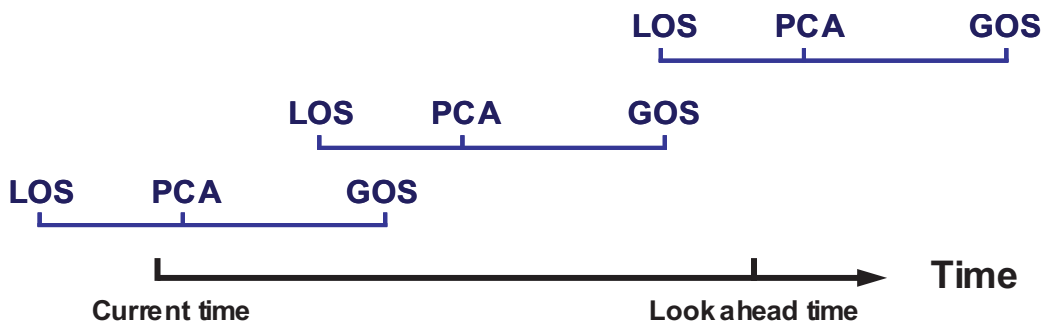 LOS PCA GOS
LOS PCA GOS
LOS PCA GOS
Time
Current time Look ahead time